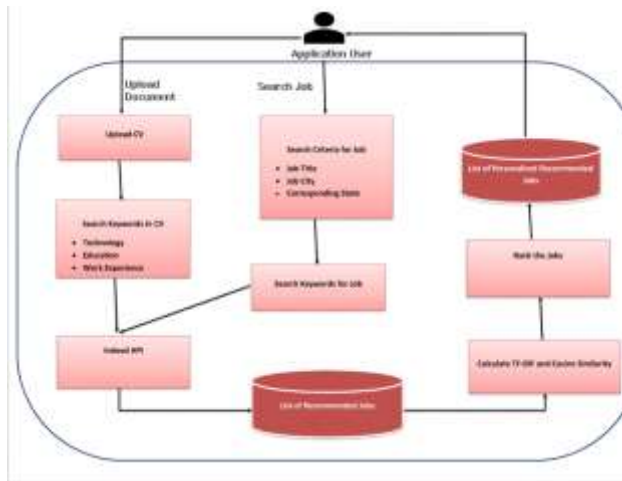 Application User
Upload
Document
Search Job
Upload CV
Search Criteria for Job
Job Title
Job City
Corresponding State
List of Personalized Recommended
Jobs
Search Keywords in CV
Technology
Education
Work Experience
Search Keywords for Job
Rank the Jobs
Indeed API
List of Recommended Jobs
Calculate TF-IDF and Cosine Similarity